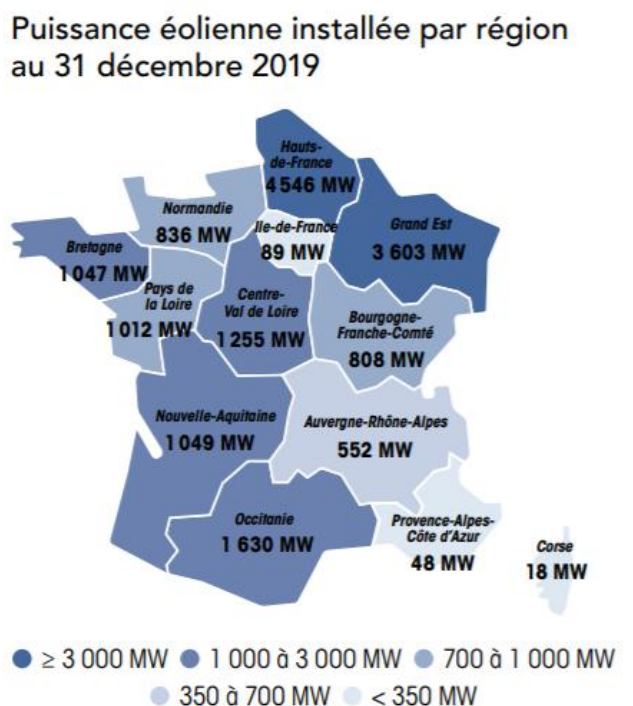 Puissance éolienne installée par région
au 31 décembre 2019
Hauts-
de-France
4 546 MW
Normandie
836 MW
Ile-de-France
89 MW
Grand Est
3 603 MW
Bretagne
1 047 MW
Pays de
la Loire
1 012 MW
Centre-
Val de Loire
1 255 MW
Bourgogne-
Franche-Comté
808 MW
Nouvelle-Aquitaine
1 049 MW
Auvergne-Rhône-Alpes
552 MW
Occitanie
1 630 MW
Provence-Alpes-
Côte d'Azur
48 MW
Corse
18 MW
≥ 3 000 MW 1 000 à 3 000 MW 700 à 1 000 MW
350 à 700 MW < 350 MW